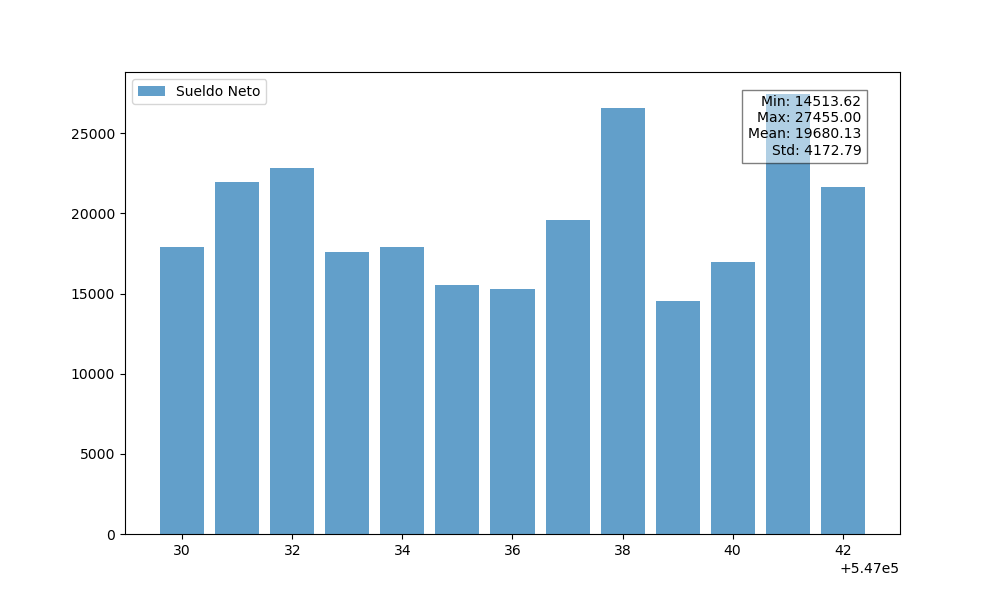 Sueldo Neto
Min: 14513.62
Max: 27455.00
Mean: 19680.13
Std: 4172.79
25000
20000
15000
10000
5000
0
30 32 34 36 38 40 42
+5.47e5